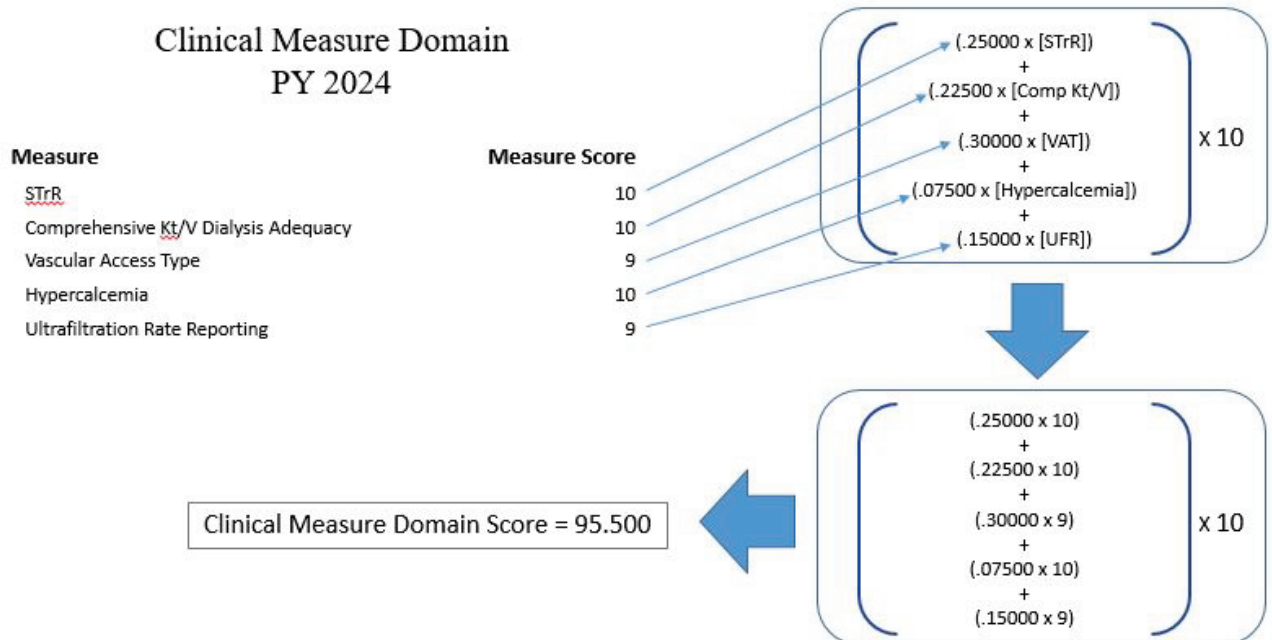 Clinical Measure Domain
PY 2024
Measure Measure Score
STrR 10
Comprehensive Kt/V Dialysis Adequacy 10
Vascular Access Type 9
Hypercalcemia 10
Ultrafiltration Rate Reporting 9
(.25000 x [STrR])
+
(.22500 x [Comp Kt/V])
+
(.30000 x [VAT])
+
(.07500 x [Hypercalcemia])
+
(.15000 x [UFR])
x 10
(.25000 x 10)
+
(.22500 x 10)
+
(.30000 x 9)
+
(.07500 x 10)
+
(.15000 x 9)
x 10
Clinical Measure Domain Score = 95.500